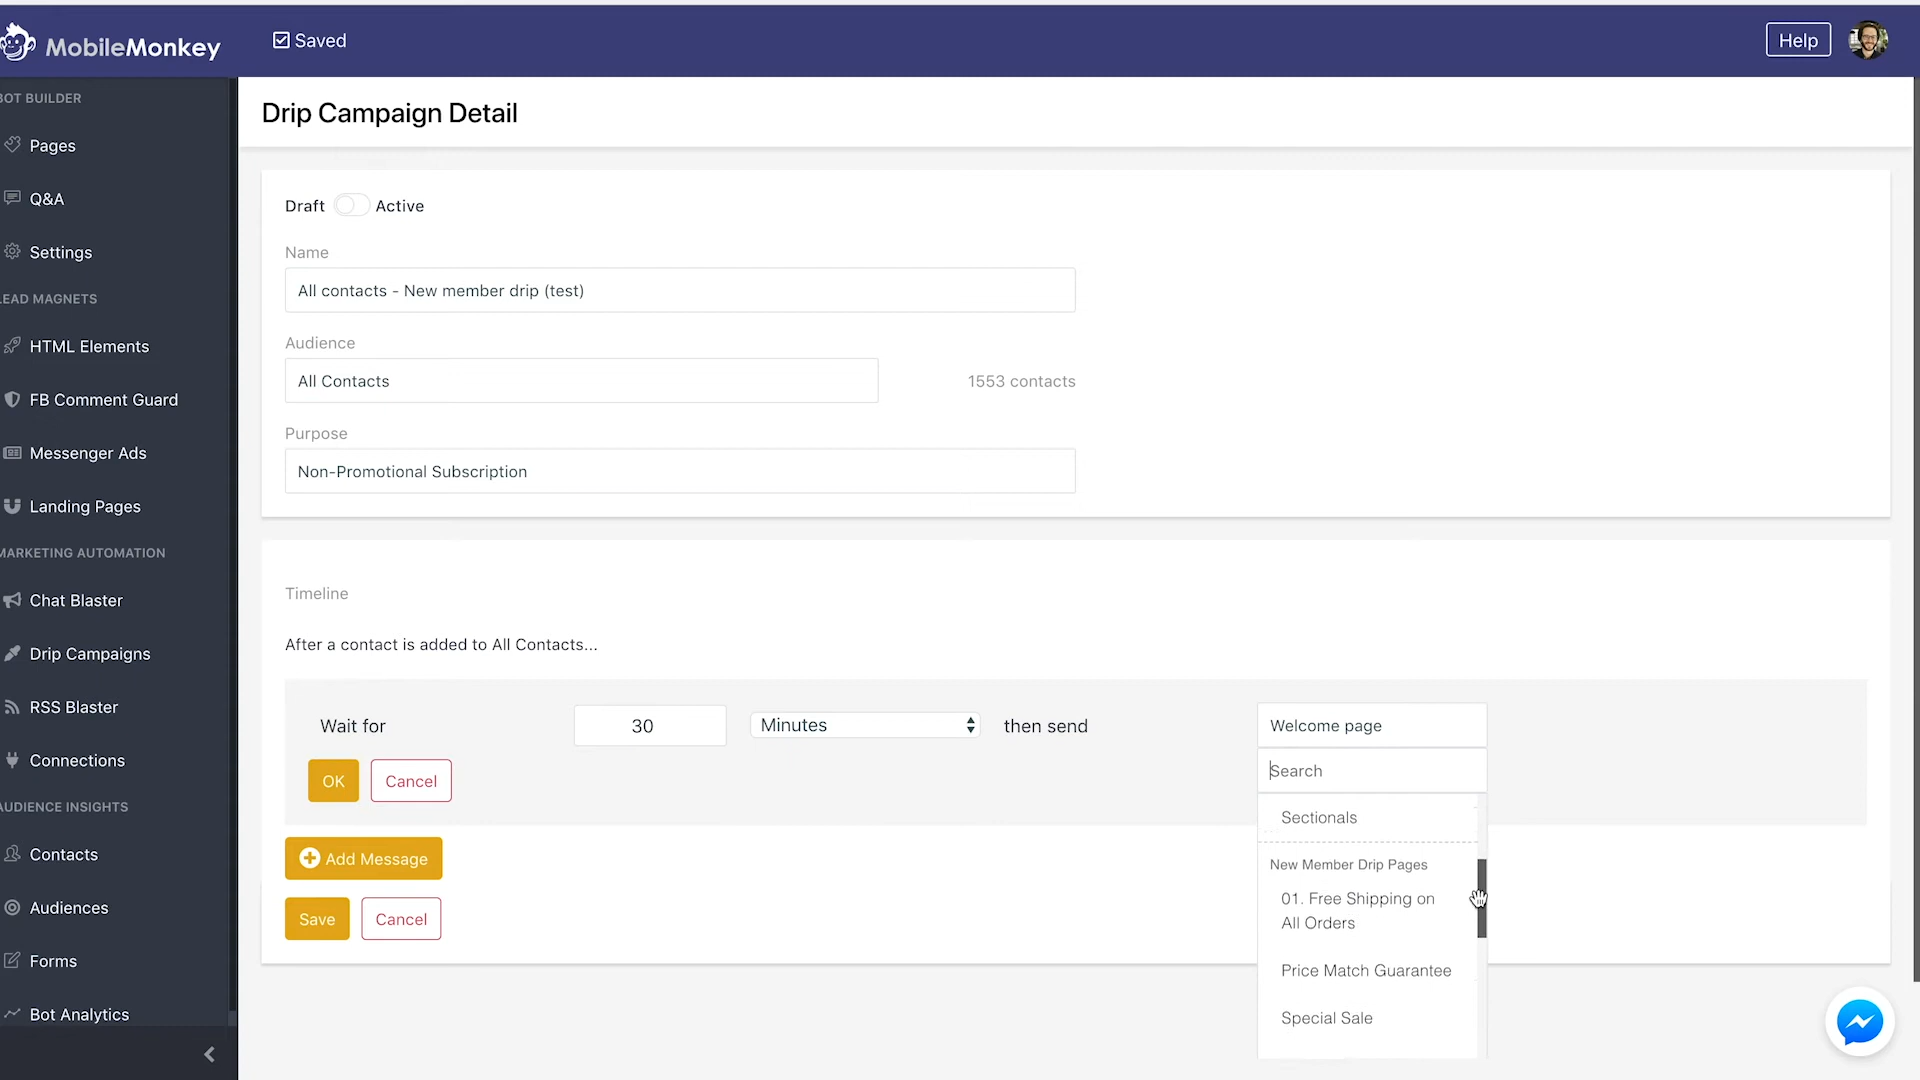 MobileMonkey
Saved
Help
BOT BUILDER
Pages
Q&A
Settings
LEAD MAGNETS
HTML Elements
FB Comment Guard
Messenger Ads
Landing Pages
MARKETING AUTOMATION
Chat Blaster
Drip Campaigns
RSS Blaster
Connections
AUDIENCE INSIGHTS
Contacts
Audiences
Forms
Bot Analytics
Drip Campaign Detail
Draft Active
Name
All contacts - New member drip (test)
Audience
All Contacts 1553 contacts
Purpose
Non-Promotional Subscription
Timeline
After a contact is added to All Contacts...
Wait for 30 Minutes then send Welcome page
OK Cancel
Search
Sectionals
New Member Drip Pages
01. Free Shipping on
All Orders
Price Match Guarantee
Special Sale
Add Message
Save Cancel